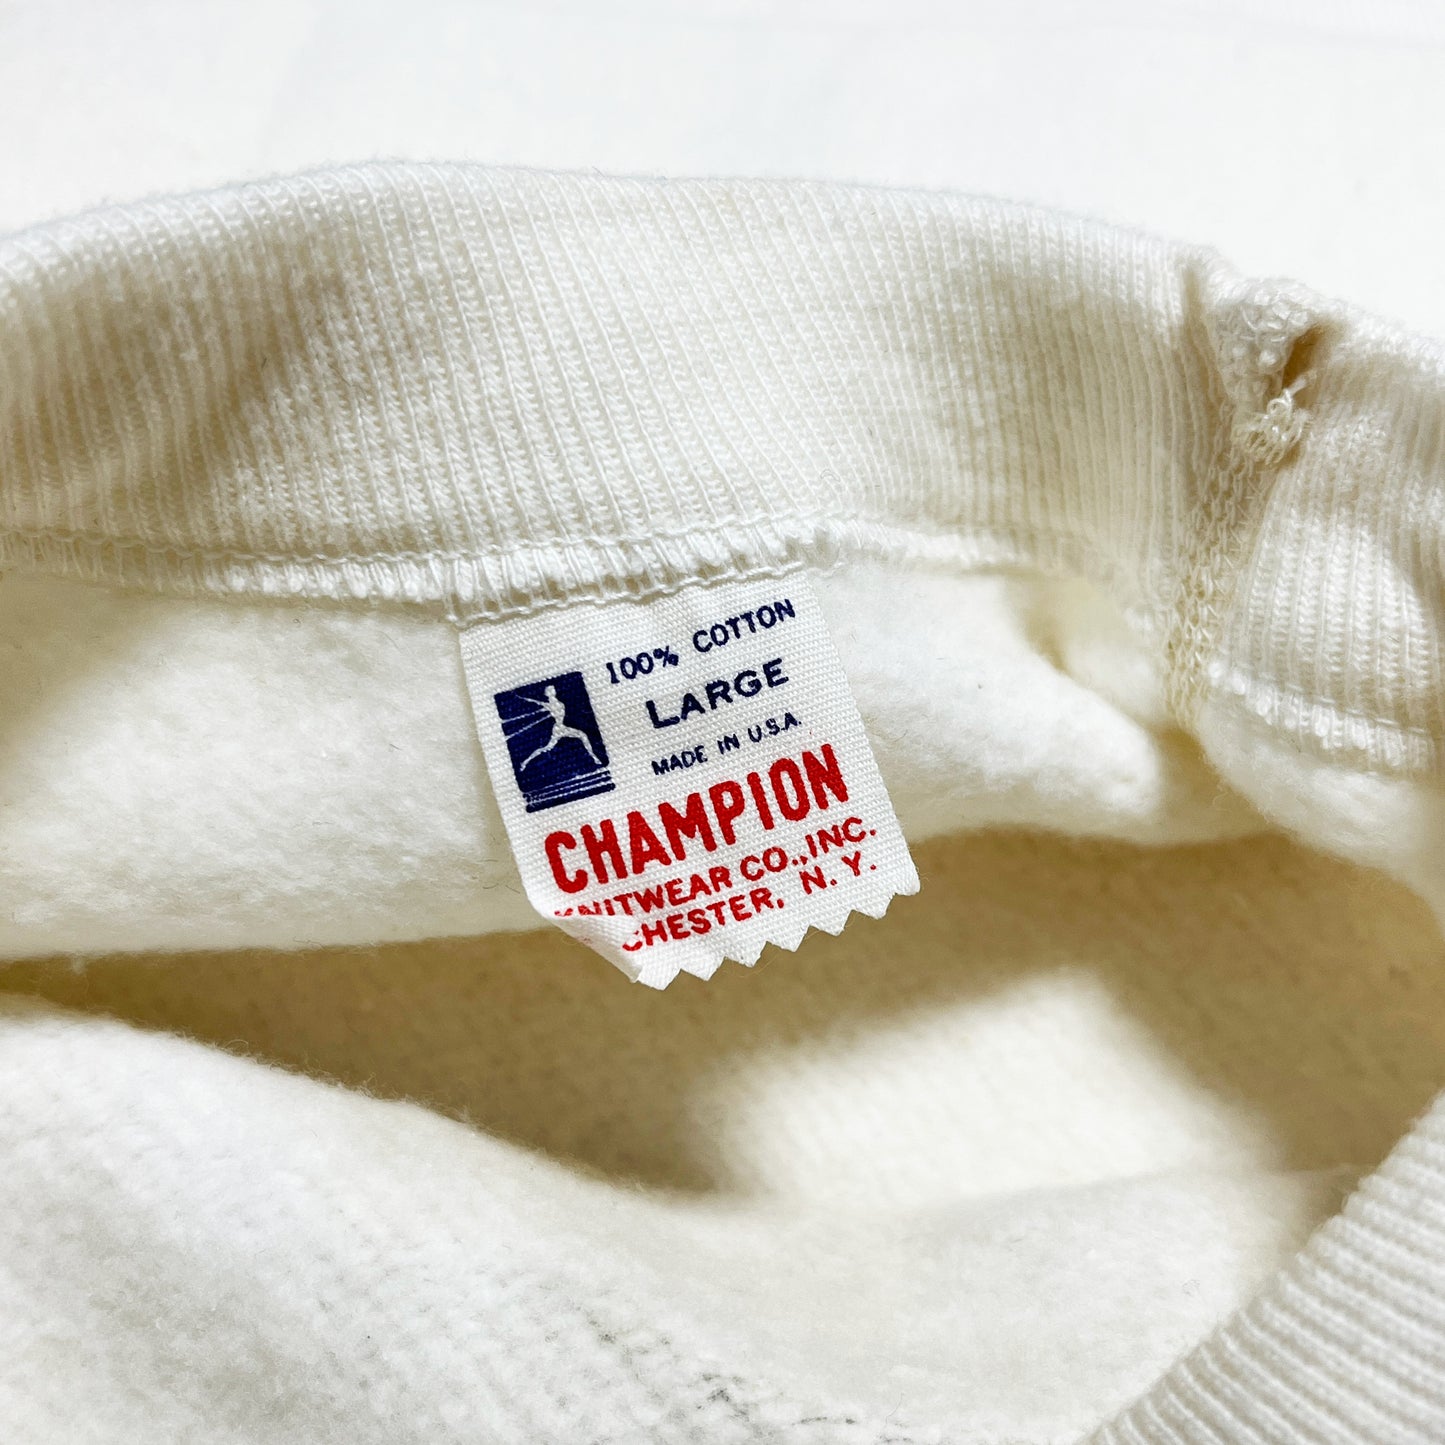 100% COTTON
LARGE
MADE IN U.S.A.
CHAMPION
KNITWEAR CO., INC.
CHESTER, N. Y.